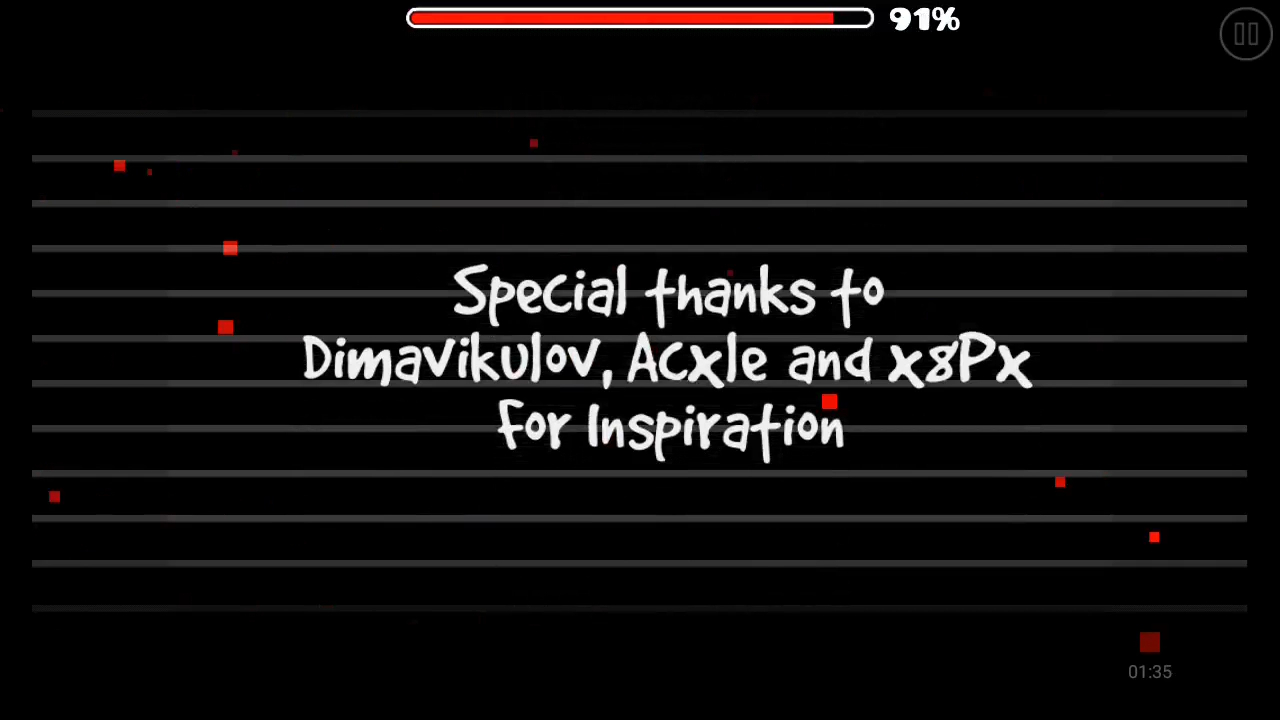 91%
Special thanks to
Dimavikulov, Acxle and x8Px
for Inspiration
01:35